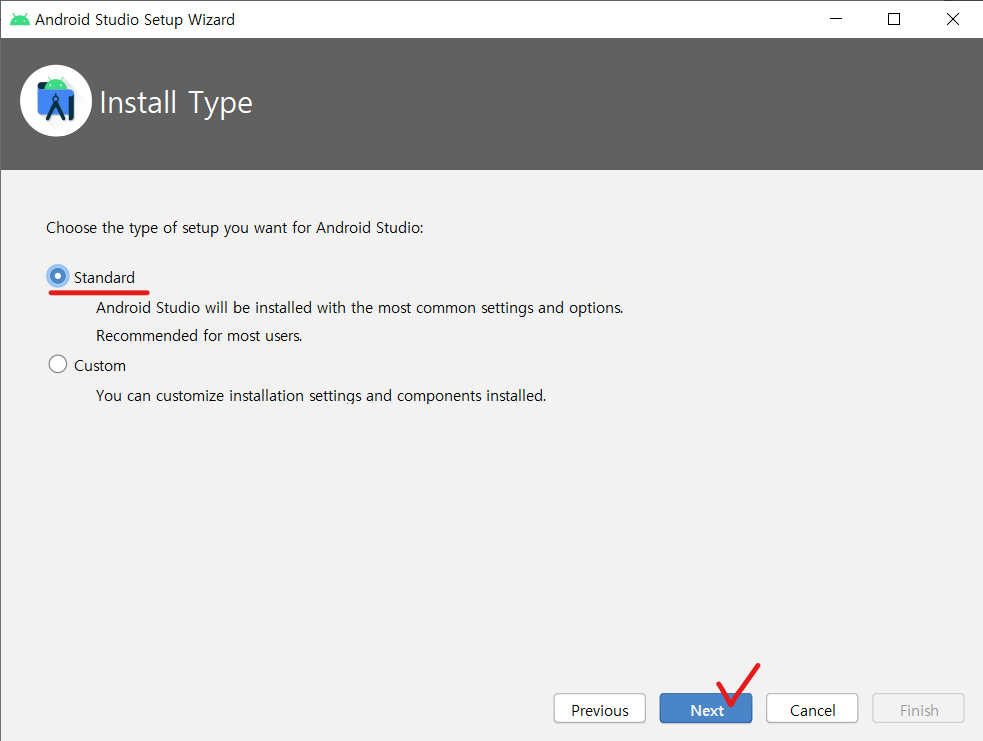 Android Studio Setup Wizard
Install Type
Choose the type of setup you want for Android Studio:
Standard
Android Studio will be installed with the most common settings and options.
Recommended for most users.
Custom
You can customize installation settings and components installed.
Previous
Next
Cancel
Finish